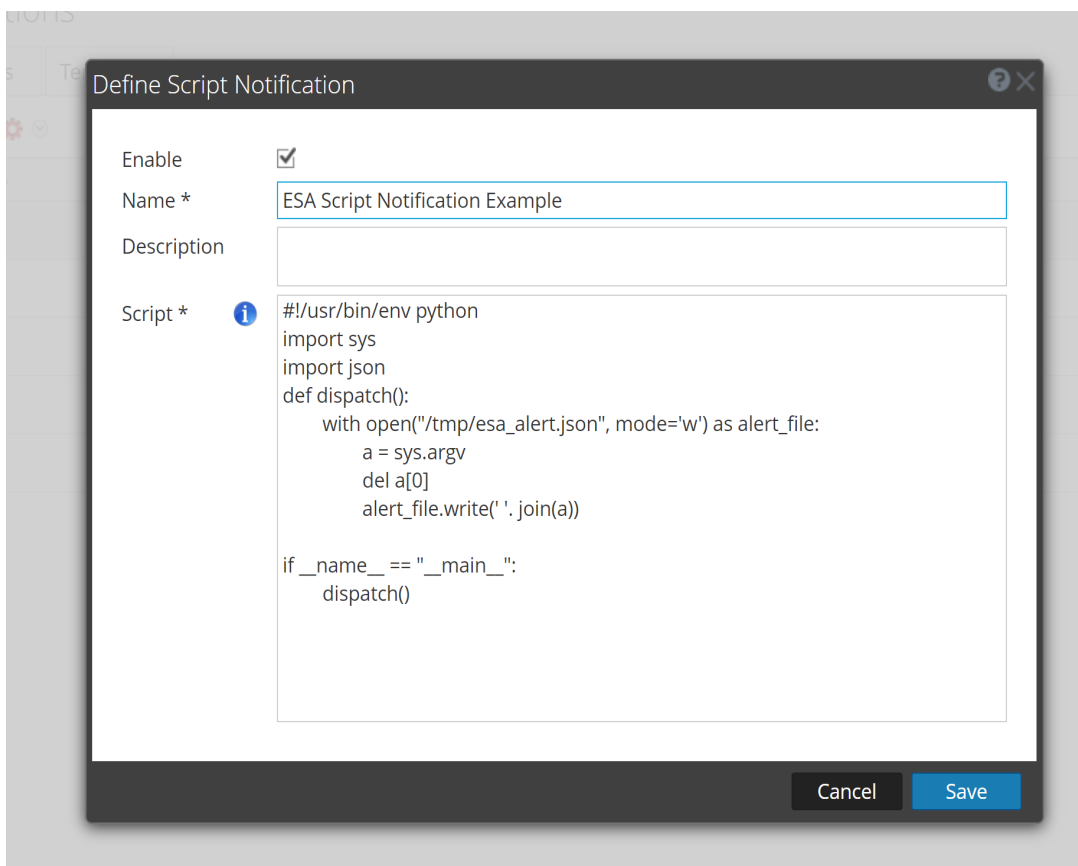 Define Script Notification
Enable
Name *
ESA Script Notification Example
Description
Script *
#!/usr/bin/env python
import sys
import json
def dispatch():
with open("/tmp/esa_alert.json", mode='w') as alert_file:
a = sys.argv
del a[0]
alert_file.write(' '. join(a))
if __name__ == "__main__":
dispatch()
Cancel
Save